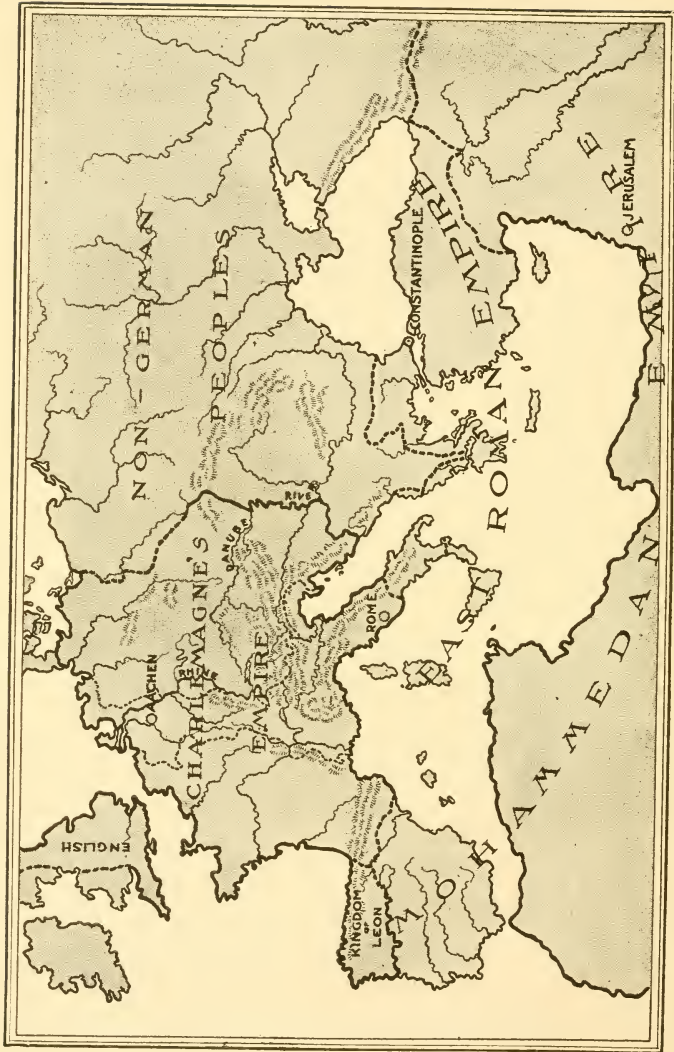 NON-GERMAN
PEOPLES
ENGLISH
AACHEN
CHARLEMAGNE'S
EMPIRE
DANUBE
RIVER
KINGDOM
OF
LEON
ROME
CONSTANTINOPLE
EAST ROMAN EMPIRE
JERUSALEM
MOHAMMEDAN EMPIRE